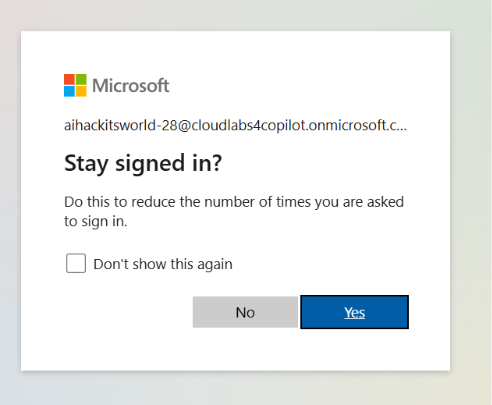 Microsoft
aihackitsworld-28@cloudlabs4copilot.onmicrosoft.c...
Stay signed in?
Do this to reduce the number of times you are asked
to sign in.
Don't show this again
No
Yes